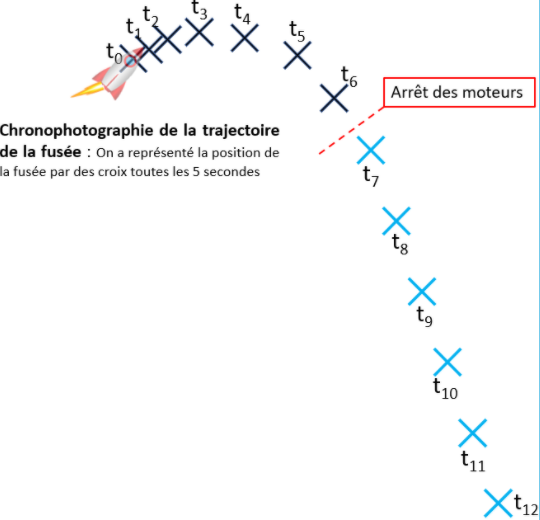 t₀
t₁
t₂
t₃
t₄
t₅
t₆
Arrêt des moteurs
Chronophotographie de la trajectoire
de la fusée : On a représenté la position de
la fusée par des croix toutes les 5 secondes
t₇
t₈
t₉
t₁₀
t₁₁
t₁₂